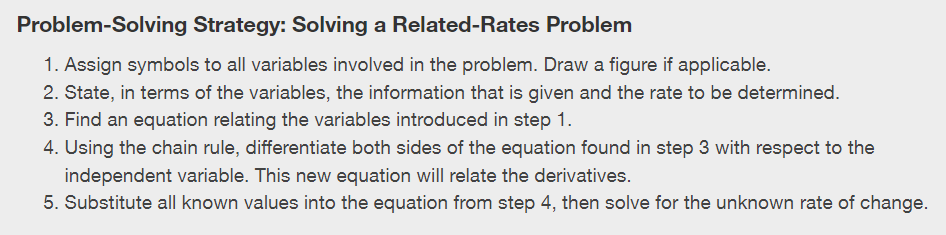 Problem-Solving Strategy: Solving a Related-Rates Problem
1. Assign symbols to all variables involved in the problem. Draw a figure if applicable.
2. State, in terms of the variables, the information that is given and the rate to be determined.
3. Find an equation relating the variables introduced in step 1.
4. Using the chain rule, differentiate both sides of the equation found in step 3 with respect to the
independent variable. This new equation will relate the derivatives.
5. Substitute all known values into the equation from step 4, then solve for the unknown rate of change.